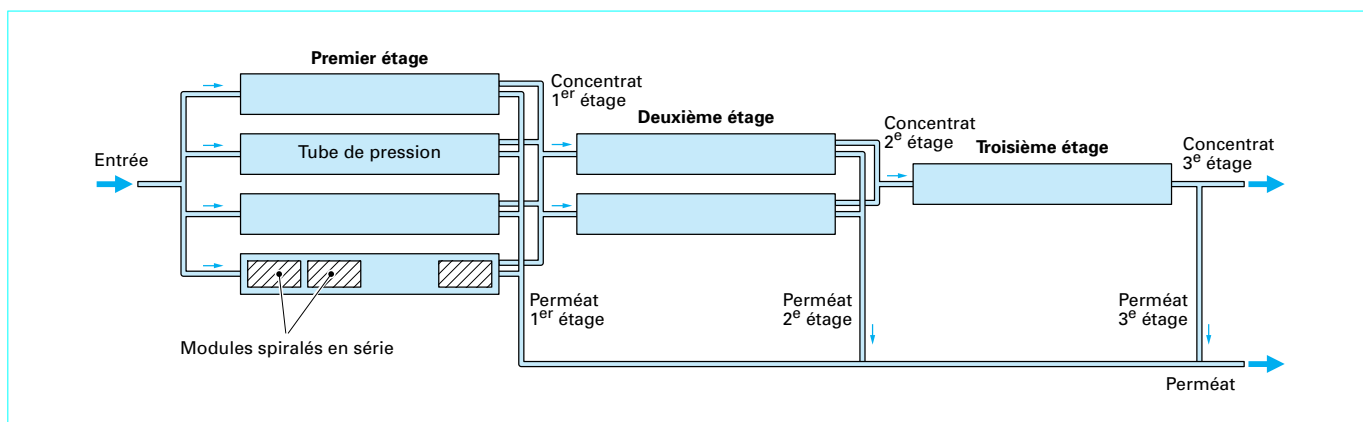 Premier étage
Concentrat
1er étage
Deuxième étage
Concentrat
2e étage
Troisième étage
Concentrat
3e étage
Entrée
Tube de pression
Modules spiralés en série
Perméat
1er étage
Perméat
2e étage
Perméat
3e étage
Perméat